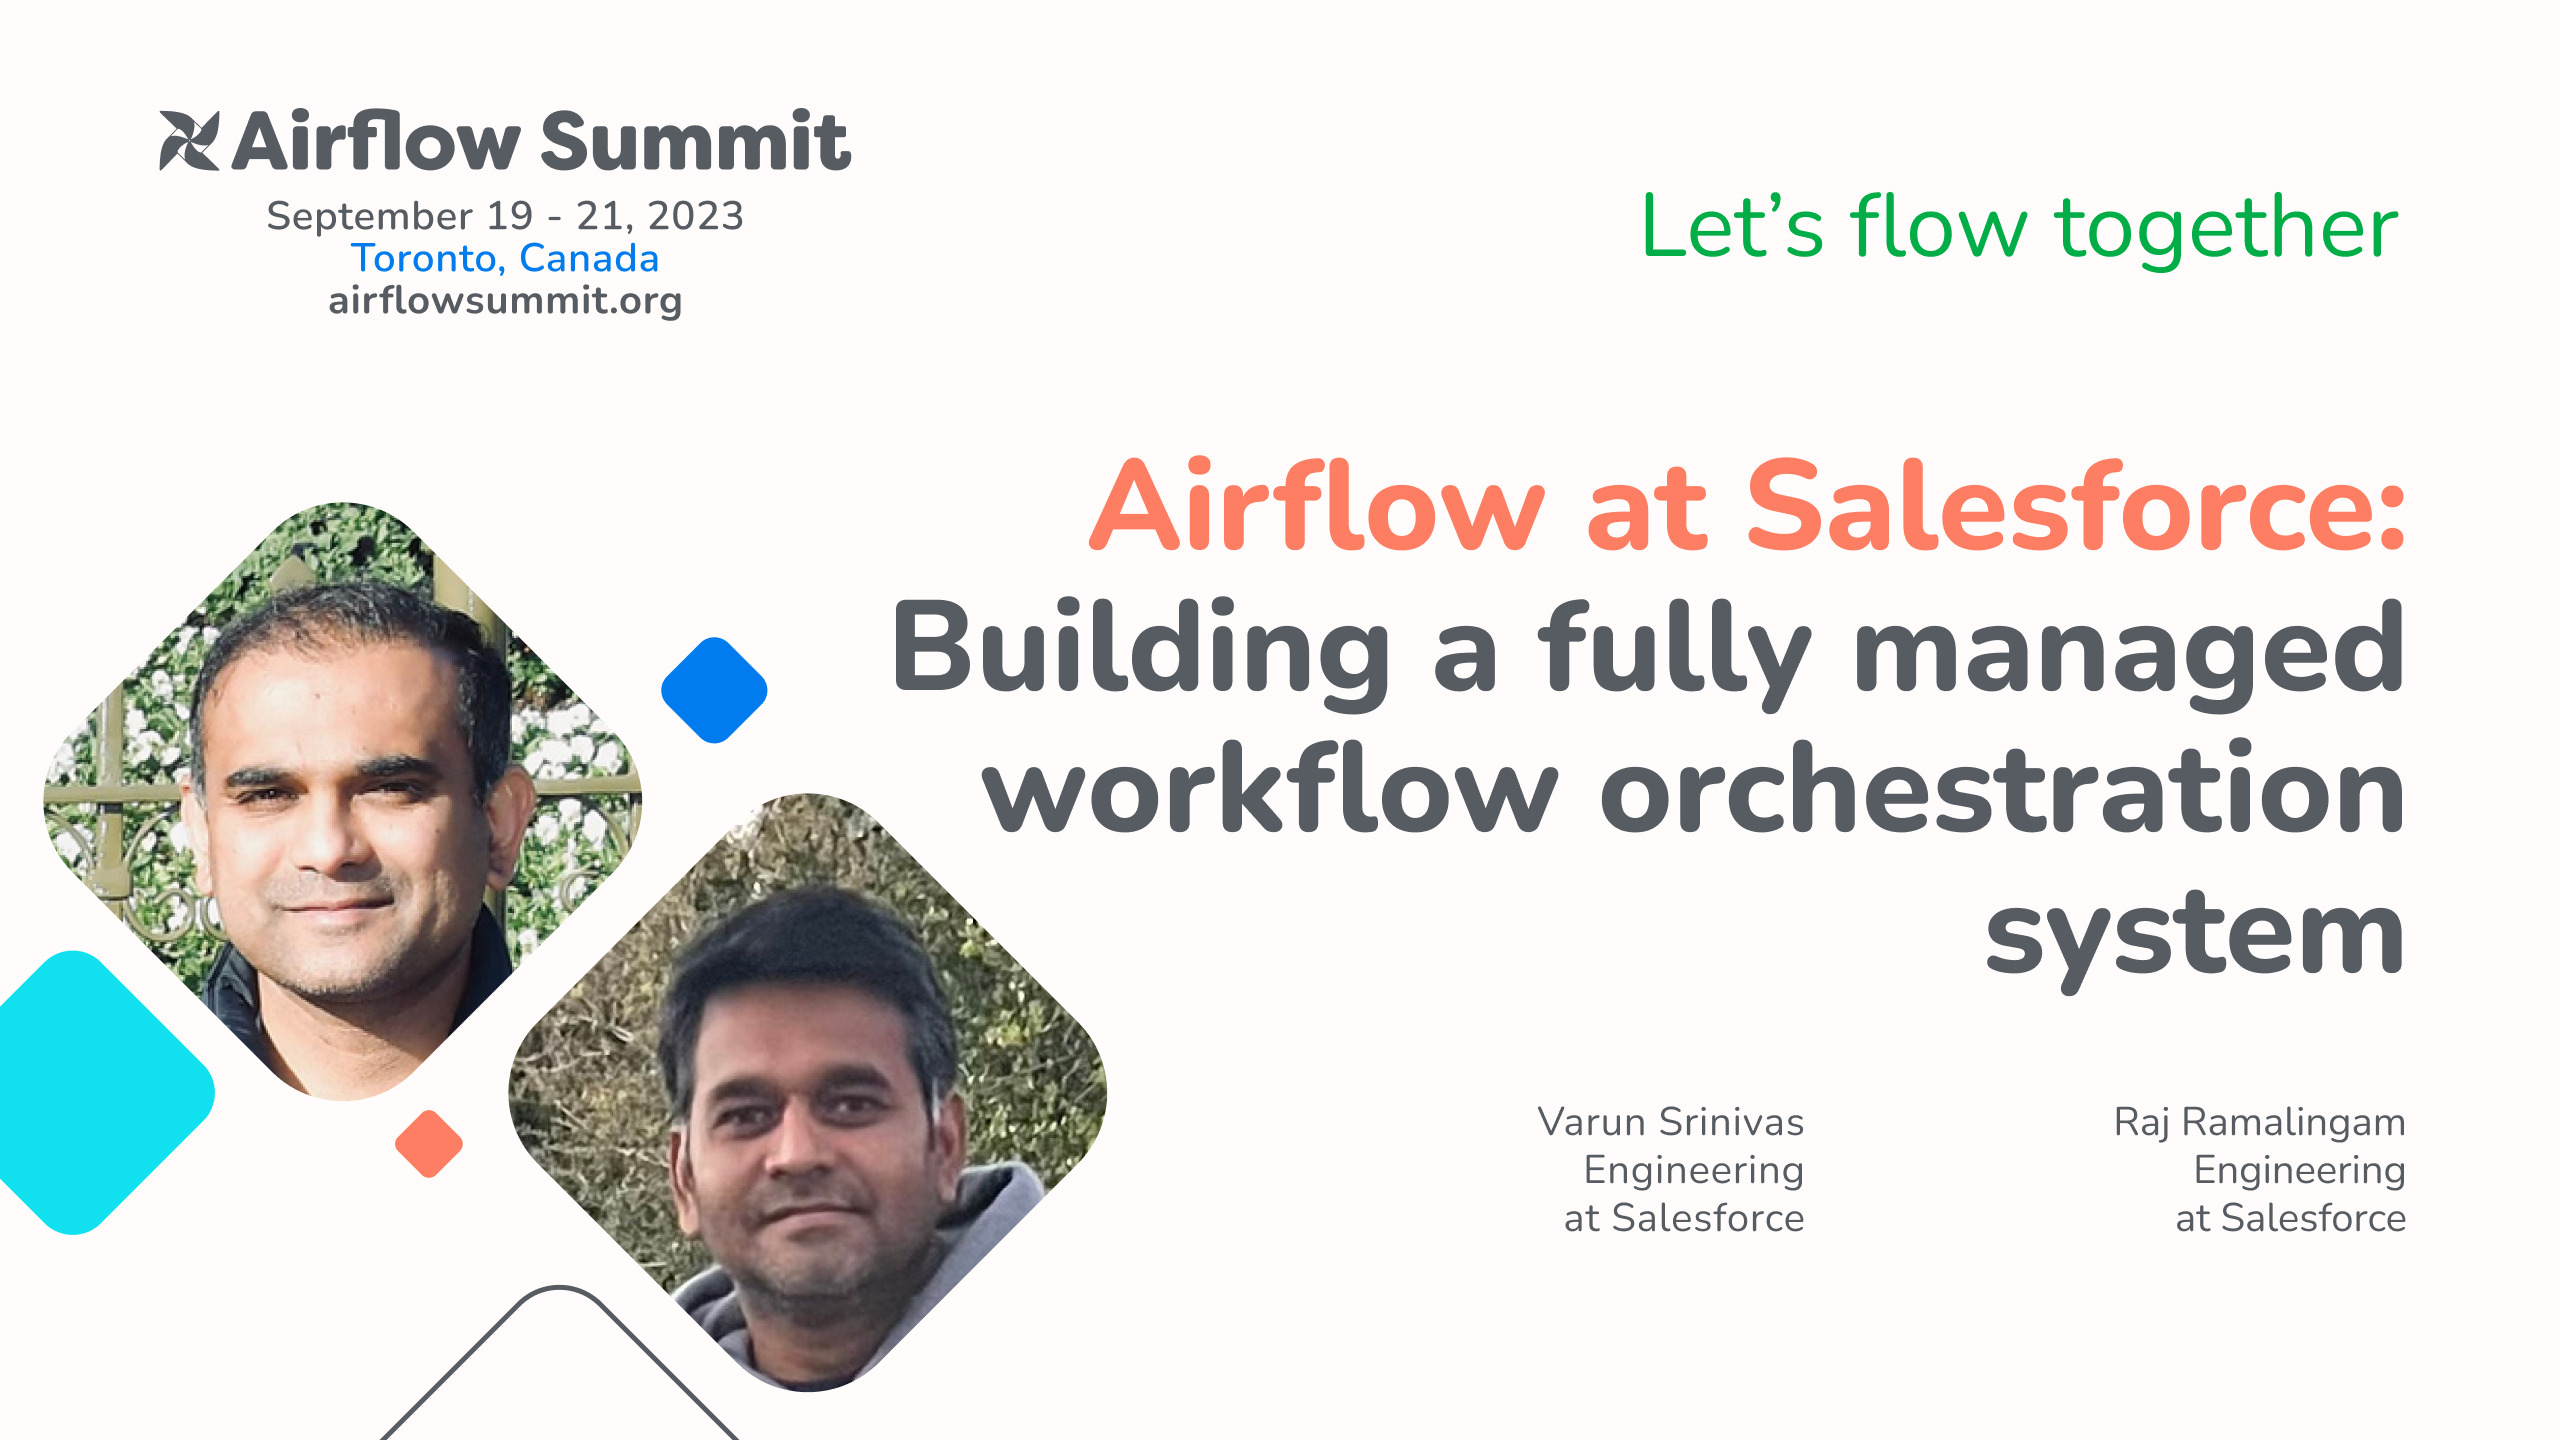 Airflow Summit
September 19 - 21, 2023
Toronto, Canada
airflowsummit.org
Let’s flow together
Airflow at Salesforce:
Building a fully managed
workflow orchestration
system
Varun Srinivas
Engineering
at Salesforce
Raj Ramalingam
Engineering
at Salesforce